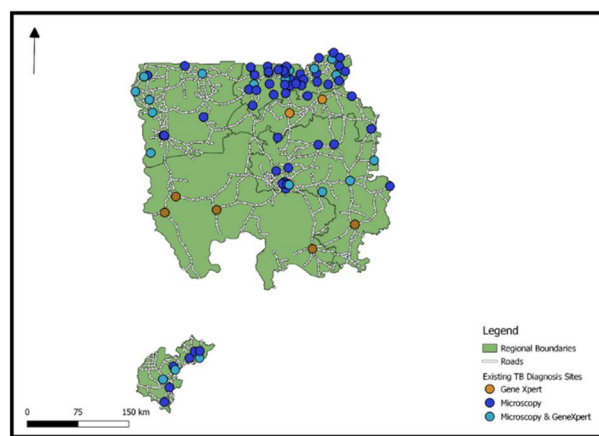 Legend
Regional Boundaries
Roads
Existing TB Diagnosis Sites
Gene Xpert
Microscopy
Microscopy & GeneXpert
0 75 150 km